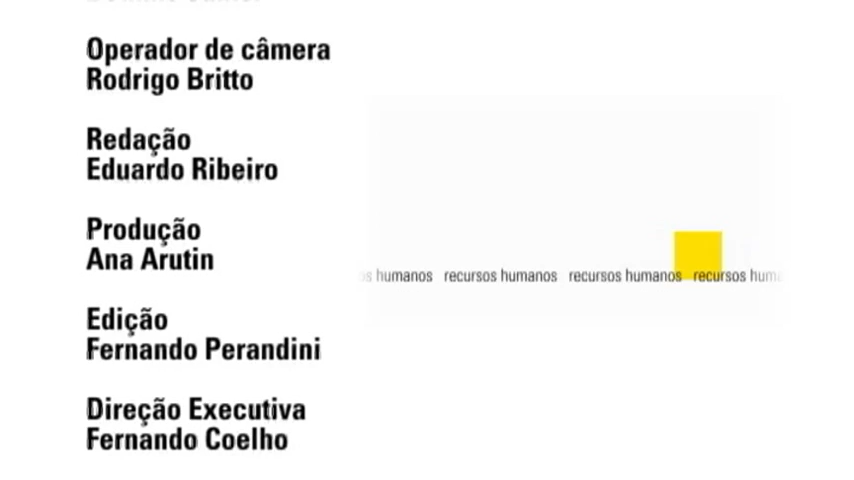 Operador de câmera
Rodrigo Britto
Redação
Eduardo Ribeiro
Produção
Ana Arutin
humanos recursos humanos recursos humanos recursos
Edição
Fernando Perandini
Direção Executiva
Fernando Coelho